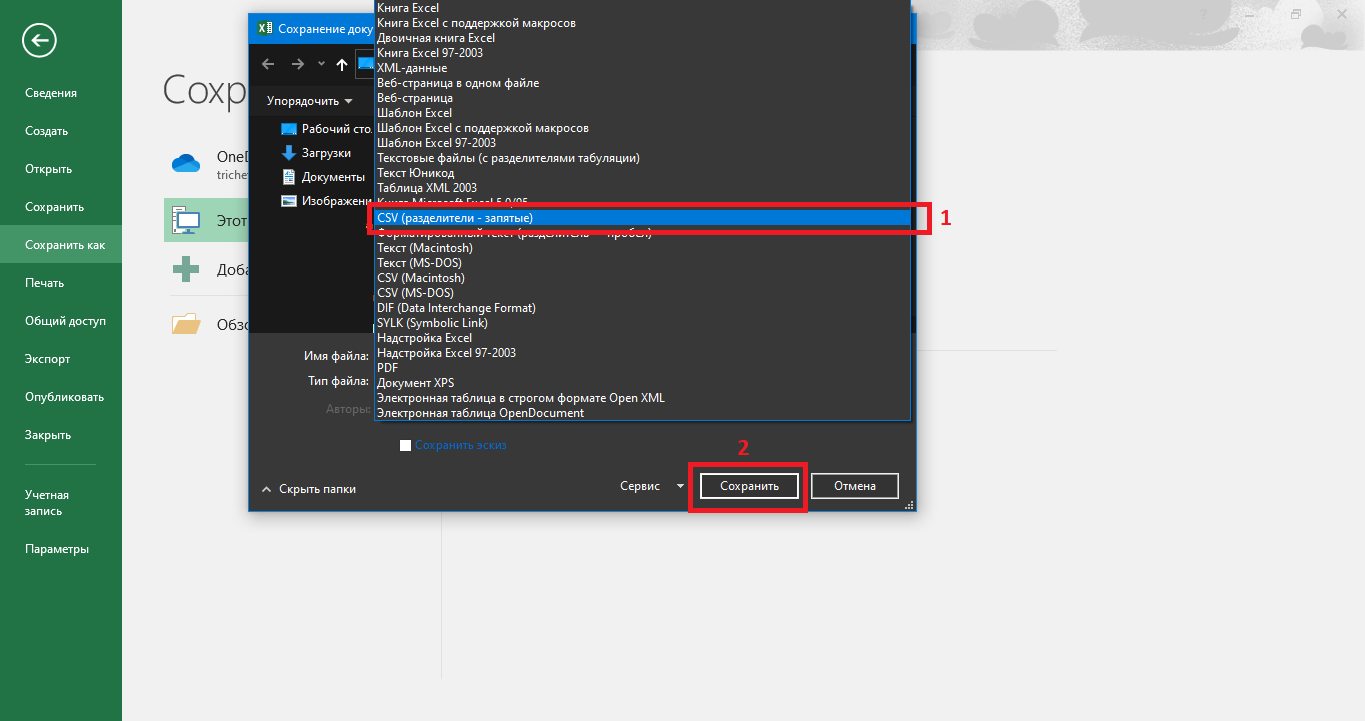 Сведения
Создать
Открыть
Сохранить
Сохранить как
Печать
Общий доступ
Экспорт
Опубликовать
Закрыть
Учетная
запись
Параметры
Сохр
OneD
triche
Этот
Доба
Обзо
Сохранение доку
Упорядочить
Рабочий сто
Загрузки
Документы
Изображени
Книга Excel
Книга Excel с поддержкой макросов
Двоичная книга Excel
Книга Excel 97-2003
XML-данные
Веб-страница в одном файле
Веб-страница
Шаблон Excel
Шаблон Excel с поддержкой макросов
Шаблон Excel 97-2003
Текстовые файлы (с разделителями табуляции)
Текст Юникод
Таблица XML 2003
Книга Microsoft Excel 5.0/95
CSV (разделители - запятые)
1
Форматированный текст (разделитель — пробел)
Текст (Macintosh)
Текст (MS-DOS)
CSV (Macintosh)
CSV (MS-DOS)
DIF (Data Interchange Format)
SYLK (Symbolic Link)
Надстройка Excel
Надстройка Excel 97-2003
PDF
Документ XPS
Электронная таблица в строгом формате Open XML
Электронная таблица OpenDocument
Имя файла:
Тип файла:
Авторы:
Сохранить эскиз
2
Скрыть папки
Сервис
Сохранить
Отмена